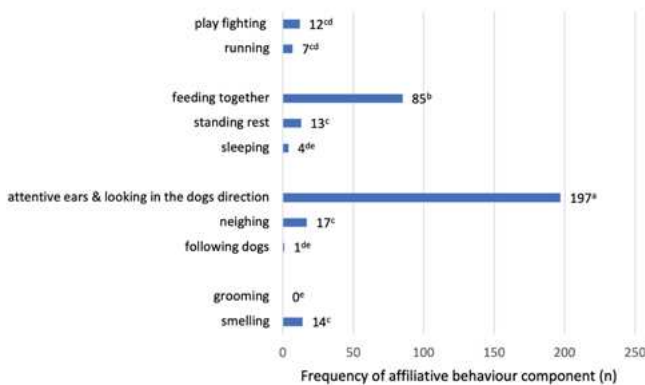 play fighting 12ᶜᵈ
running 7ᶜᵈ
feeding together 85ᵇ
standing rest 13ᶜ
sleeping 4ᵈᵉ
attentive ears & looking in the dogs direction 197ᵃ
neighing 17ᶜ
following dogs 1ᵈᵉ
grooming 0ᵉ
smelling 14ᶜ
0 50 100 150 200 250
Frequency of affiliative behaviour component (n)